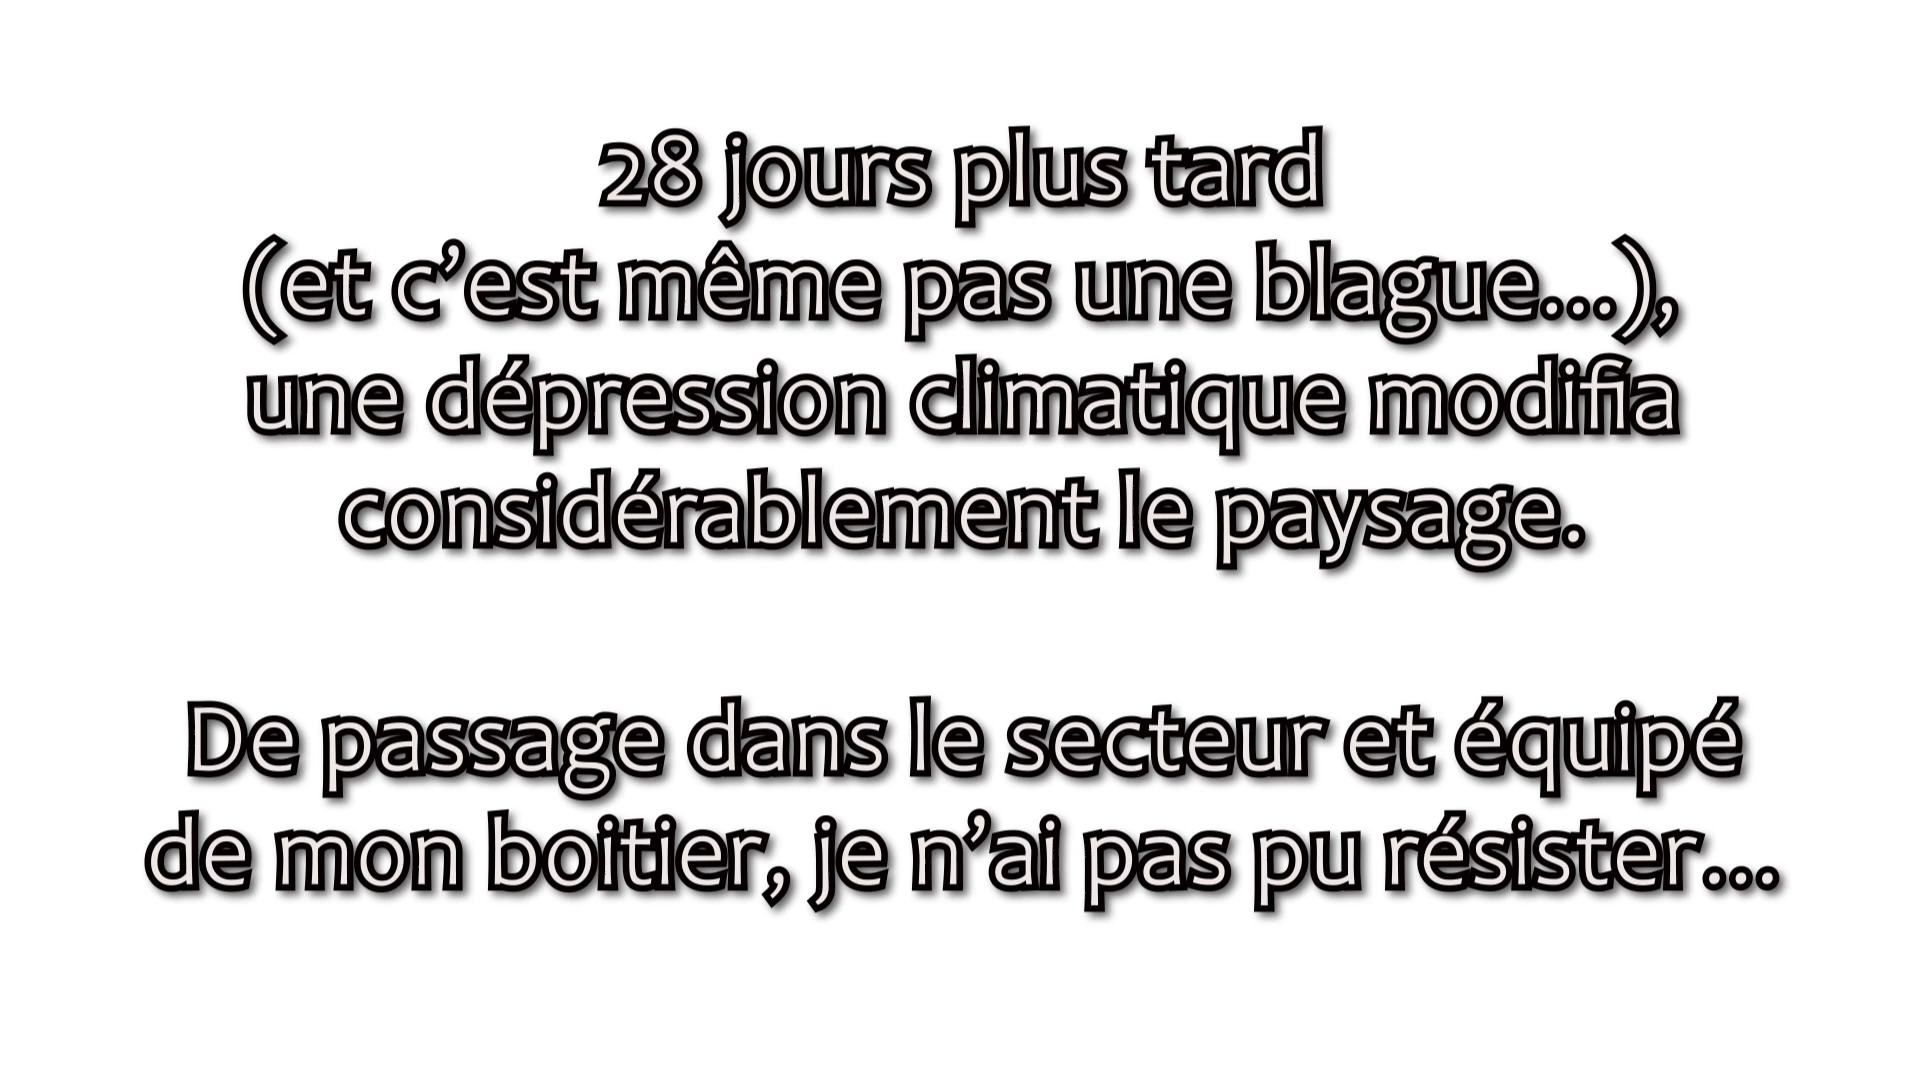 28 jours plus tard
(et c’est même pas une blague...),
une dépression climatique modifia
considérablement le paysage.
De passage dans le secteur et équipé
de mon boitier, je n’ai pas pu résister...